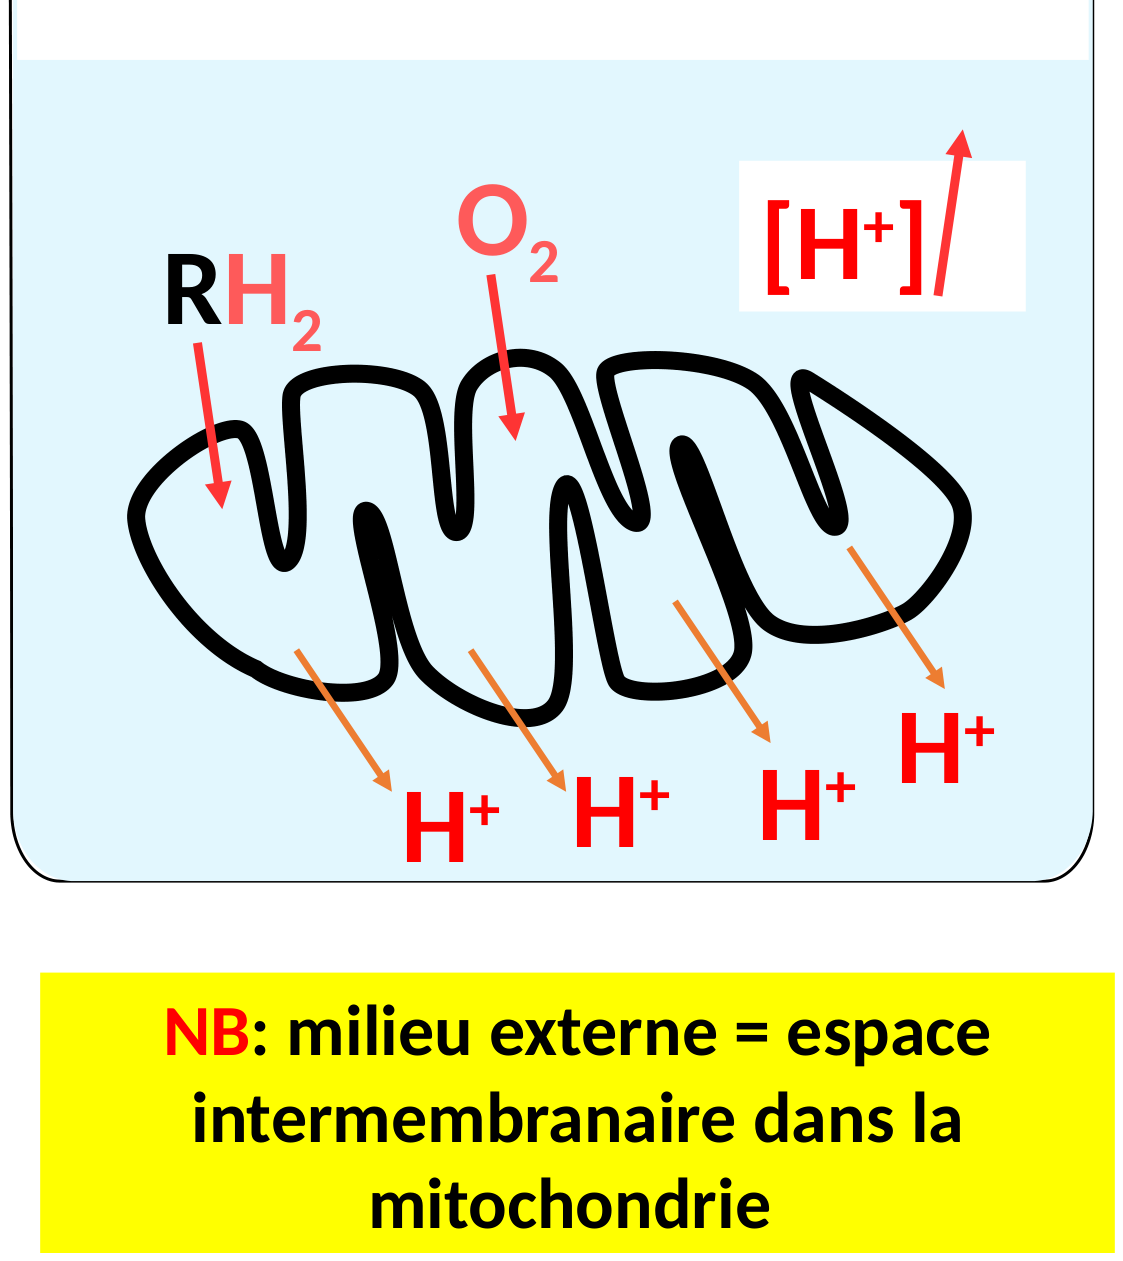 O₂
[H⁺]
RH₂
H⁺
H⁺
H⁺
H⁺
NB: milieu externe = espace
intermembranaire dans la
mitochondrie